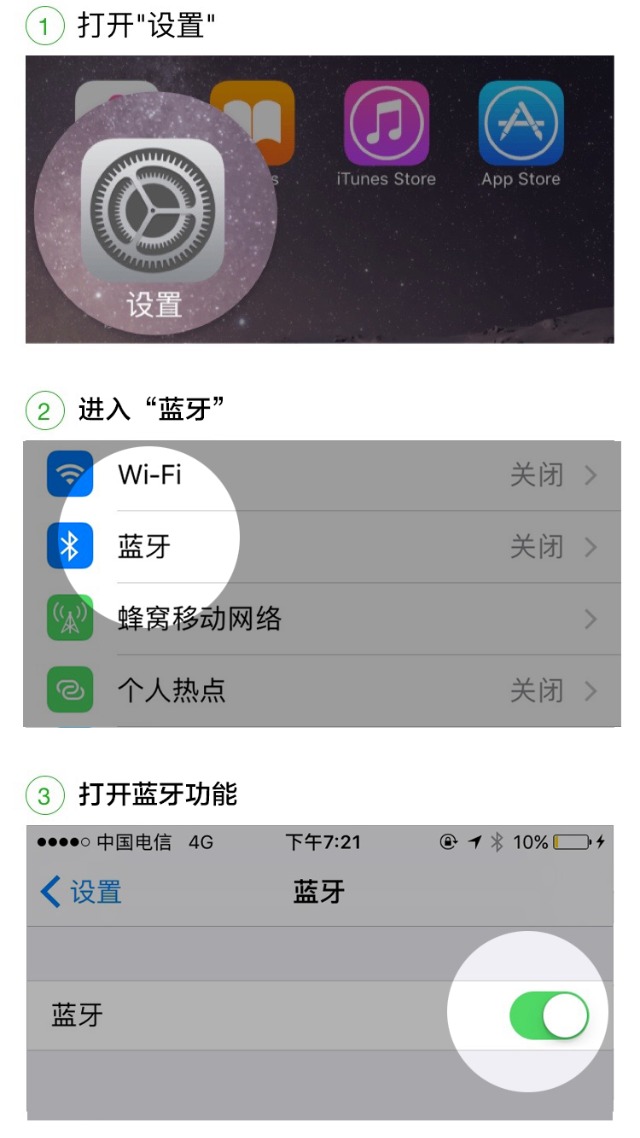 1 打开"设置"
s
iTunes Store
App Store
设置
2 进入“蓝牙”
Wi-Fi 关闭
蓝牙 关闭
蜂窝移动网络
个人热点 关闭
3 打开蓝牙功能
中国电信 4G 下午7:21 10%
设置 蓝牙
蓝牙